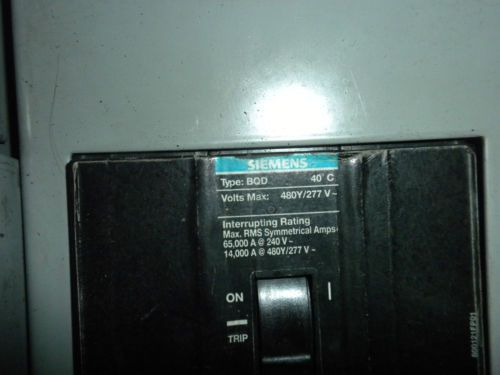 SIEMENS
Type: BQD 40°C
Volts Max: 480Y/277 V~
Interrupting Rating
Max. RMS Symmetrical Amps
65,000 A @ 240 V~
14,000 A @ 480Y/277 V~
ON I
TRIP